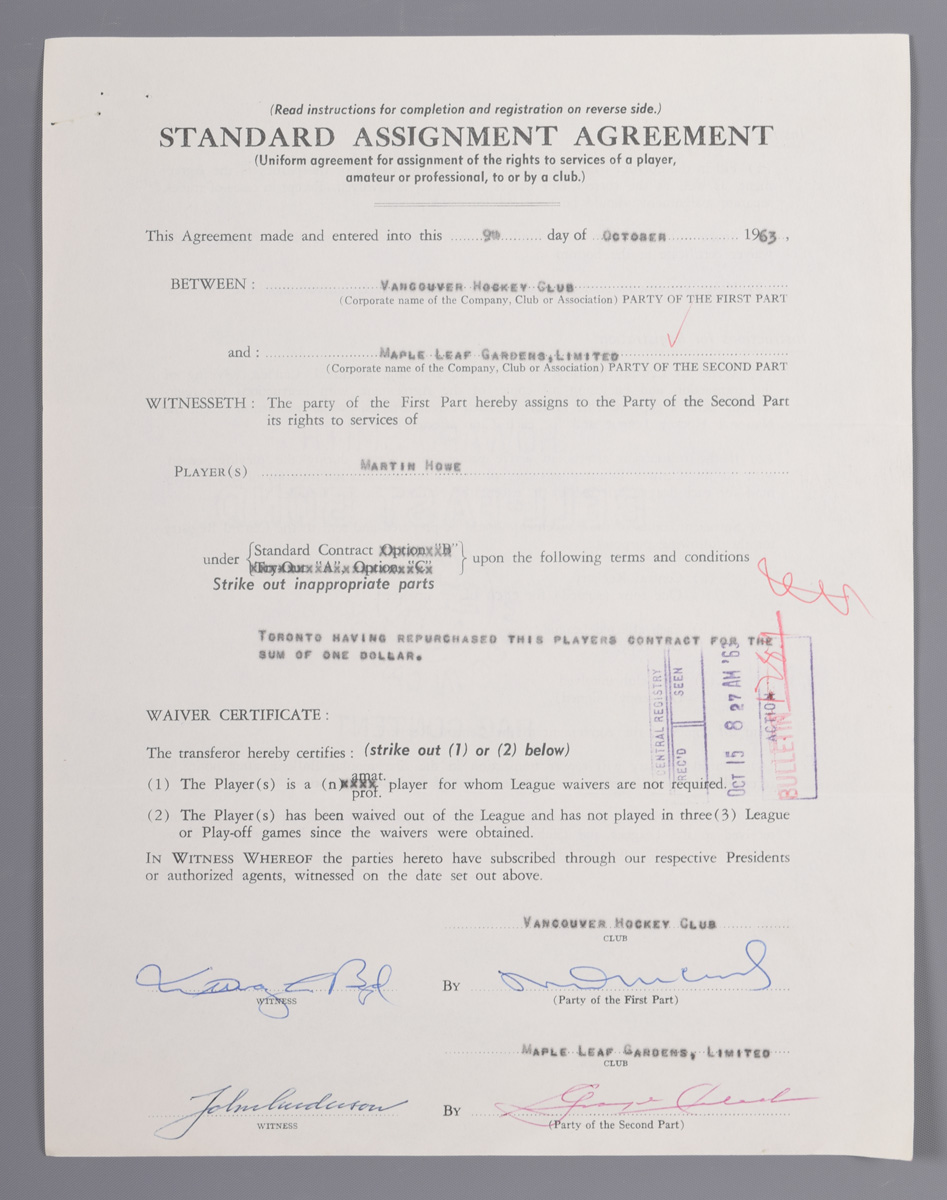 (Read instructions for completion and registration on reverse side.)
STANDARD ASSIGNMENT AGREEMENT
(Uniform agreement for assignment of the rights to services of a player,
amateur or professional, to or by a club.)
This Agreement made and entered into this ........9th.......... day of ...OCTOBER................. 1963,
BETWEEN : VANCOUVER HOCKEY CLUB
(Corporate name of the Company, Club or Association) PARTY OF THE FIRST PART
and : MAPLE LEAF GARDENS, LIMITED
(Corporate name of the Company, Club or Association) PARTY OF THE SECOND PART
WITNESSETH : The party of the First Part hereby assigns to the Party of the Second Part
its rights to services of
PLAYER(S) MARTIN HOWE
under {Standard Contract Option "B" / Try-Out "A", Option "C"} upon the following terms and conditions
Strike out inappropriate parts
TORONTO HAVING REPURCHASED THIS PLAYERS CONTRACT FOR THE
SUM OF ONE DOLLAR.
CENTRAL REGISTRY
REC'D SEEN
OCT 15 8 27 AM '63
ACTION
BULLETIN
WAIVER CERTIFICATE :
The transferor hereby certifies : (strike out (1) or (2) below)
(1) The Player(s) is a (n) amat. prof. player for whom League waivers are not required.
(2) The Player(s) has been waived out of the League and has not played in three(3) League
or Play-off games since the waivers were obtained.
IN WITNESS WHEREOF the parties hereto have subscribed through our respective Presidents
or authorized agents, witnessed on the date set out above.
VANCOUVER HOCKEY CLUB
CLUB
WITNESS
BY
(Party of the First Part)
MAPLE LEAF GARDENS, LIMITED
CLUB
John Anderson
WITNESS
BY
(Party of the Second Part)